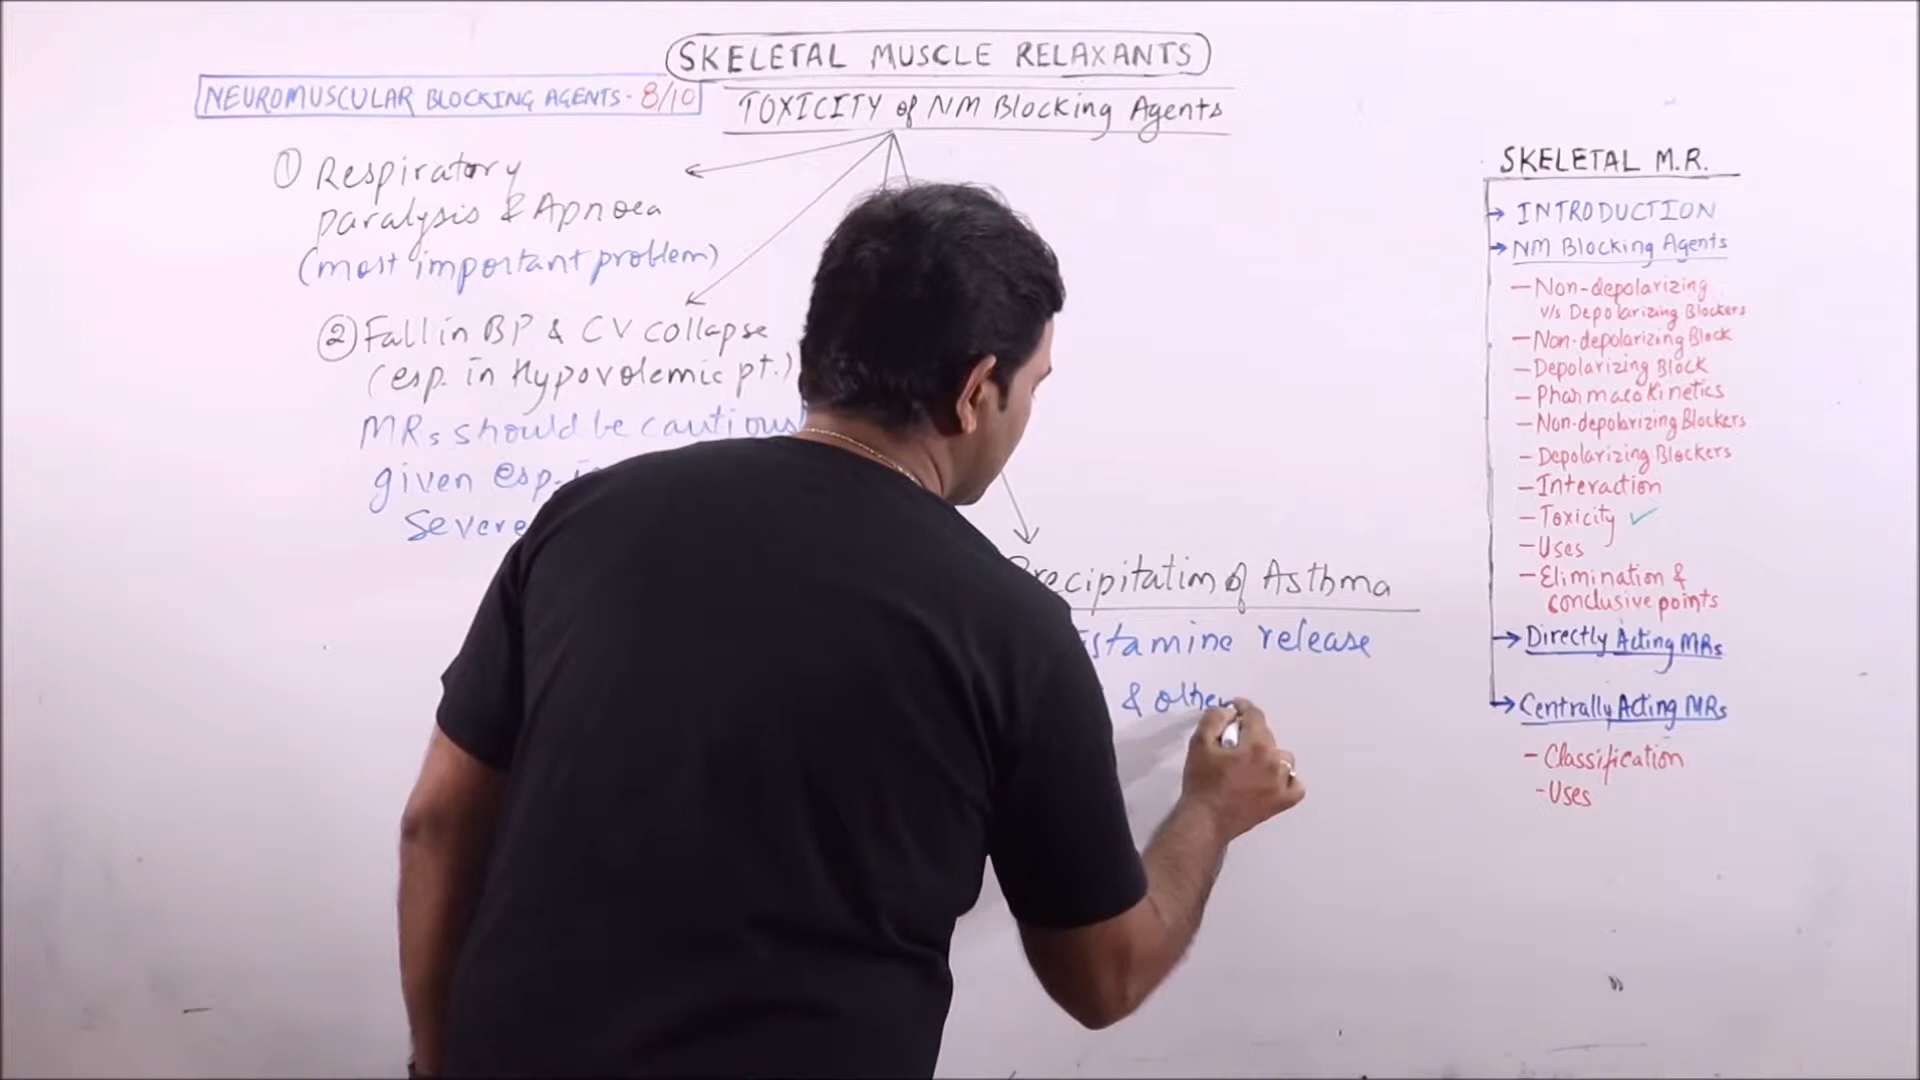 SKELETAL MUSCLE RELAXANTS
NEUROMUSCULAR BLOCKING AGENTS - 8/10
TOXICITY of NM Blocking Agents
① Respiratory
paralysis & Apnoea
(most important problem)
② Fall in BP & CV collapse
(esp. in Hypovolemic pt.)
MRs should be cautious
given esp.
Severe
Precipitation of Asthma
istamine release
& other
SKELETAL M.R.
→ INTRODUCTION
→ NM Blocking Agents
- Non-depolarizing
v/s Depolarizing Blockers
- Non-depolarizing Block
- Depolarizing Block
- Pharmacokinetics
- Non-depolarizing Blockers
- Depolarizing Blockers
- Interaction
- Toxicity ✓
- Uses
- Elimination &
conclusive points
→ Directly Acting MRs
→ Centrally Acting MRs
- Classification
- Uses